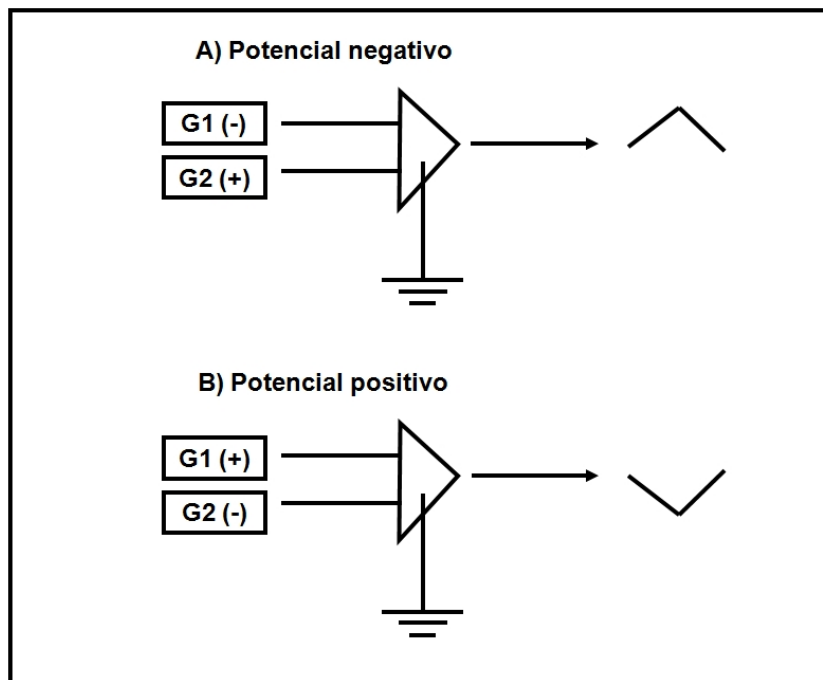 A) Potencial negativo
G1 (-)
G2 (+)
B) Potencial positivo
G1 (+)
G2 (-)